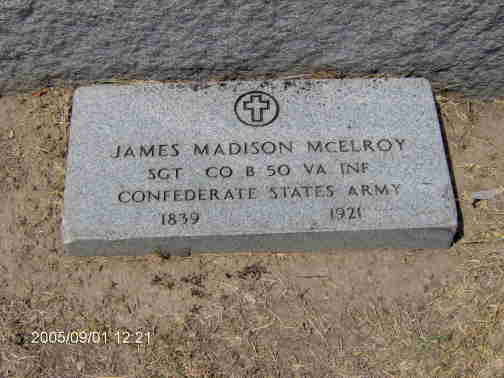 JAMES MADISON MCELROY
SGT CO B 50 VA INF
CONFEDERATE STATES ARMY
1839 1921
2005/09/01 12:21